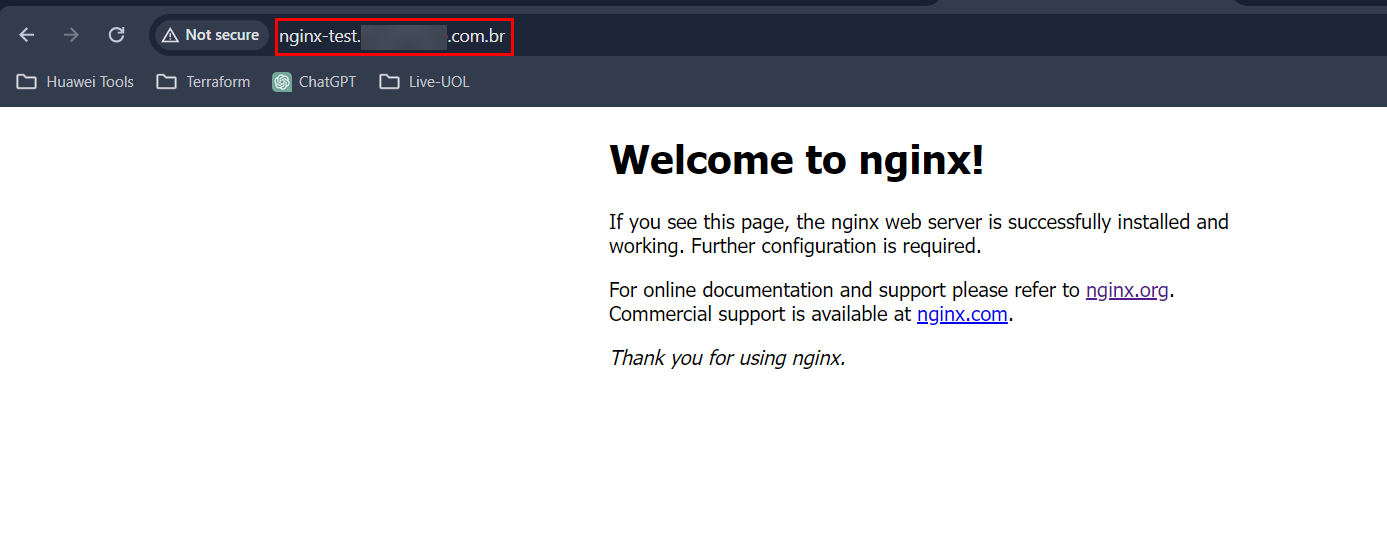 Not secure nginx-test. .com.br
Huawei Tools Terraform ChatGPT Live-UOL
Welcome to nginx!
If you see this page, the nginx web server is successfully installed and
working. Further configuration is required.
For online documentation and support please refer to nginx.org.
Commercial support is available at nginx.com.
Thank you for using nginx.